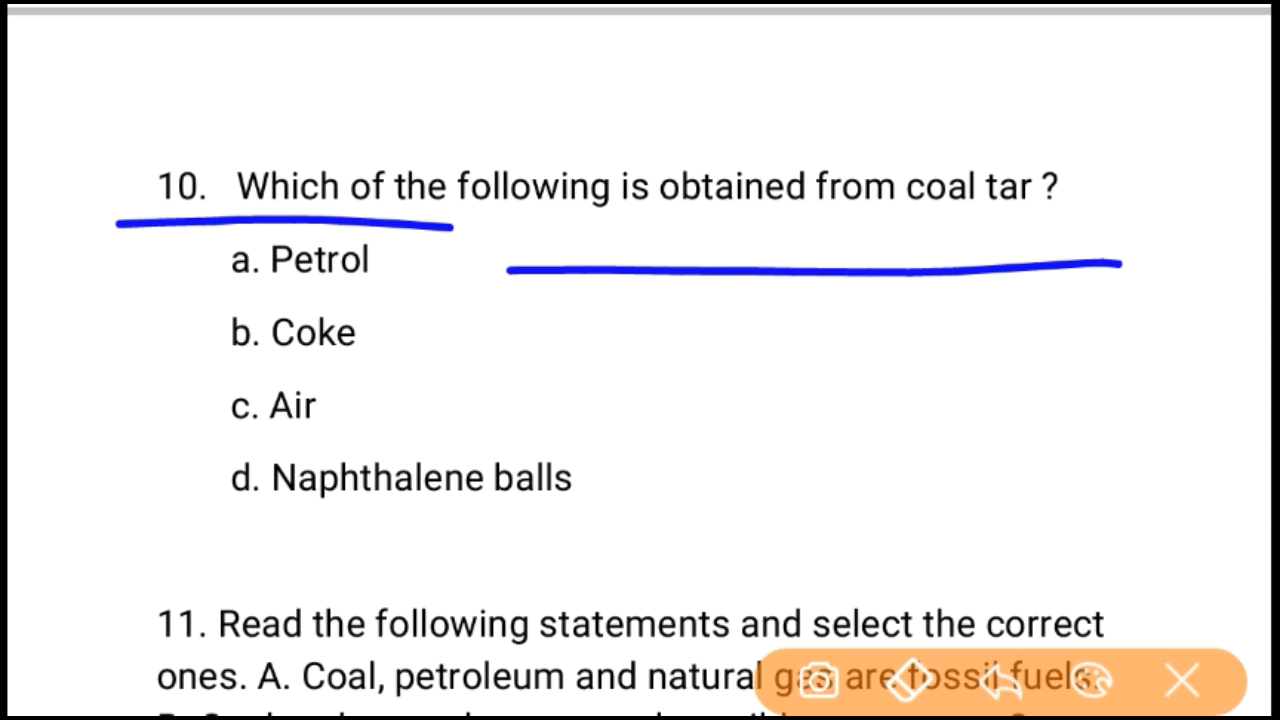 10. Which of the following is obtained from coal tar ?
a. Petrol
b. Coke
c. Air
d. Naphthalene balls
11. Read the following statements and select the correct
ones. A. Coal, petroleum and natural gas are fossil fuels.